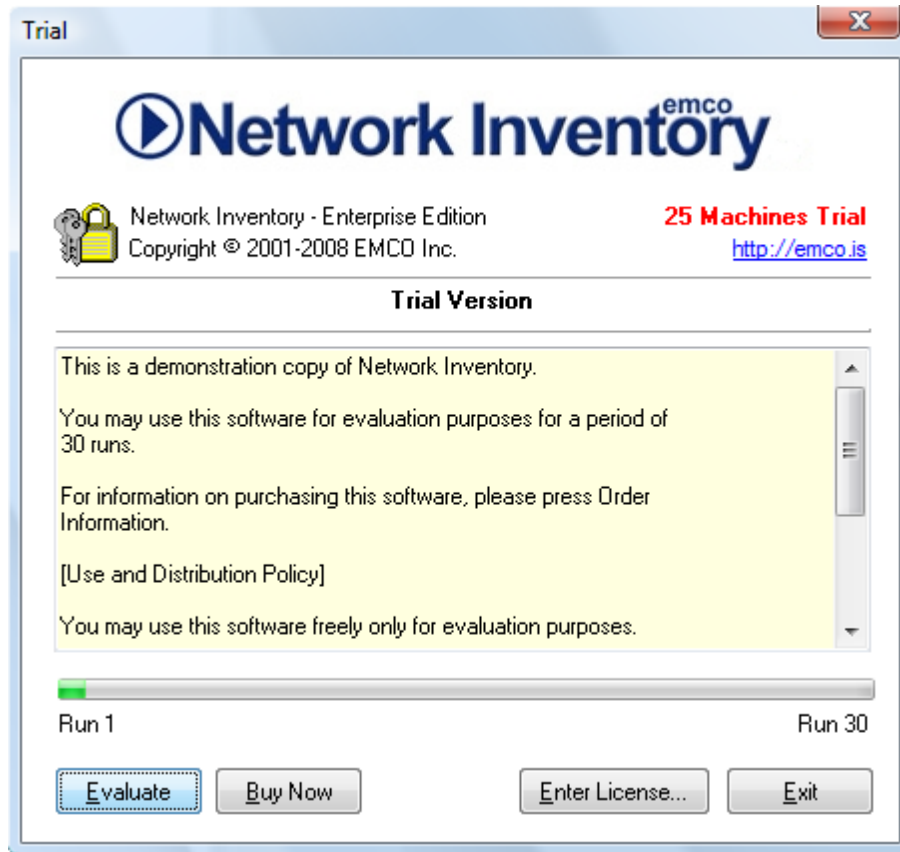 Trial
emco
Network Inventory
Network Inventory - Enterprise Edition
25 Machines Trial
Copyright © 2001-2008 EMCO Inc.
http://emco.is
Trial Version
This is a demonstration copy of Network Inventory.
You may use this software for evaluation purposes for a period of
30 runs.
For information on purchasing this software, please press Order
Information.
[Use and Distribution Policy]
You may use this software freely only for evaluation purposes.
Run 1
Run 30
Evaluate
Buy Now
Enter License...
Exit